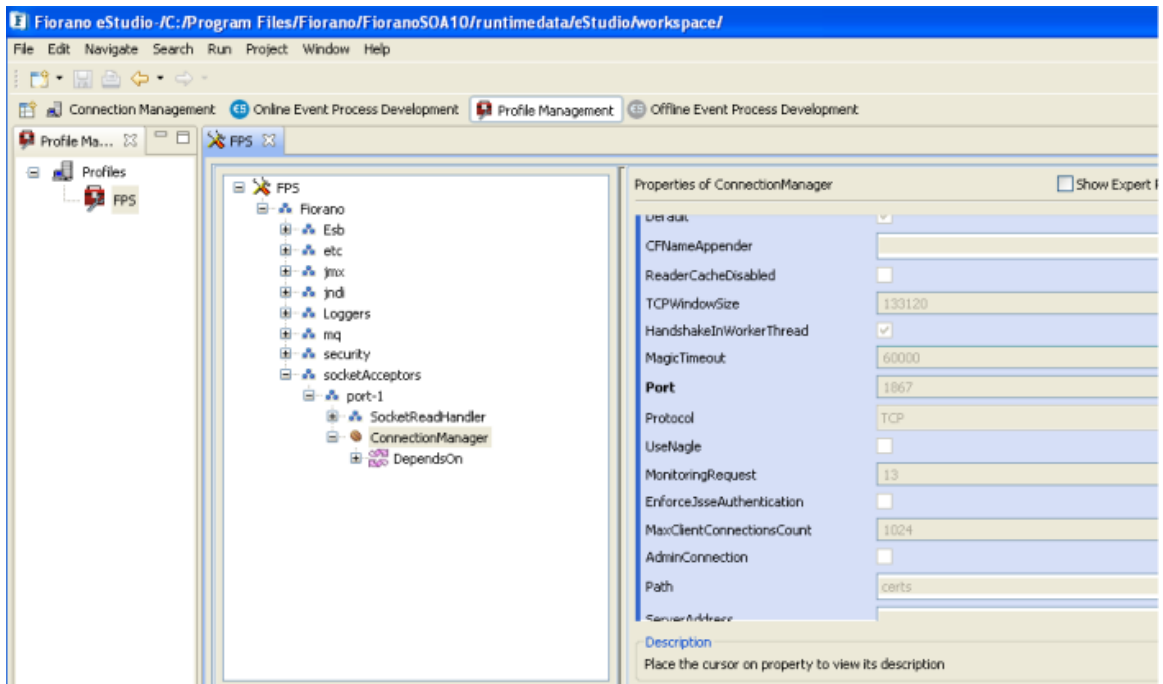 Fiorano eStudio-/C:/Program Files/Fiorano/FioranoSOA10/runtimedata/eStudio/workspace/
File Edit Navigate Search Run Project Window Help
Connection Management Online Event Process Development Profile Management Offline Event Process Development
Profile Ma... FPS
Profiles
FPS
FPS
Fiorano
Esb
etc
jmx
jndi
Loggers
mq
security
socketAcceptors
port-1
SocketReadHandler
ConnectionManager
DependsOn
Properties of ConnectionManager Show Expert
Default
CFNameAppender
ReaderCacheDisabled
TCPWindowSize 133120
HandshakeInWorkerThread
MagicTimeout 60000
Port 1867
Protocol TCP
UseNagle
MonitoringRequest 13
EnforceJsseAuthentication
MaxClientConnectionsCount 1024
AdminConnection
Path certs
ServerAddress
Description
Place the cursor on property to view its description